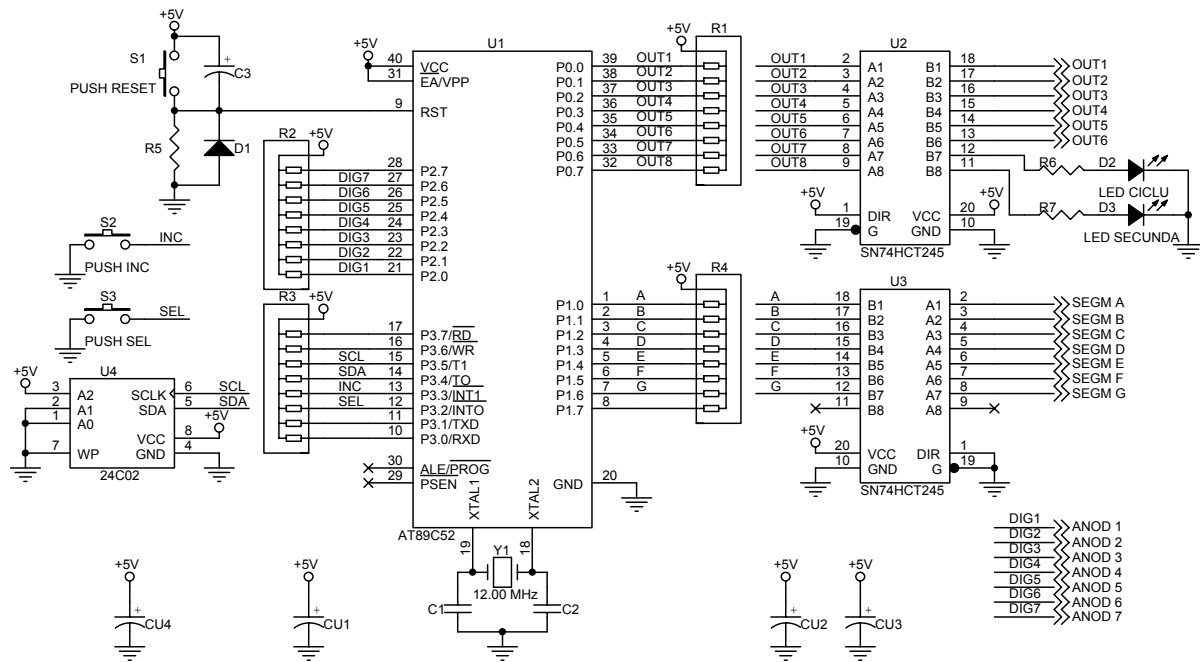 +5V
S1
PUSH RESET
C3
R5
D1
S2
INC
PUSH INC
S3
SEL
PUSH SEL
U4
+5V
3 A2
2 A1
1 A0
7 WP
SCLK 6 SCL
SDA 5 SDA
VCC 8 +5V
GND 4
24C02
R2
+5V
DIG7
DIG6
DIG5
DIG4
DIG3
DIG2
DIG1
R3
+5V
SCL
SDA
INC
SEL
U1
+5V
40 VCC
31 EA/VPP
9 RST
28 P2.7
27 P2.6
26 P2.5
25 P2.4
24 P2.3
23 P2.2
22 P2.1
21 P2.0
17 P3.7/RD
16 P3.6/WR
15 P3.5/T1
14 P3.4/TO
13 P3.3/INT1
12 P3.2/INTO
11 P3.1/TXD
10 P3.0/RXD
30 ALE/PROG
29 PSEN
XTAL1
XTAL2
19
18
AT89C52
P0.0 39 OUT1
P0.1 38 OUT2
P0.2 37 OUT3
P0.3 36 OUT4
P0.4 35 OUT5
P0.5 34 OUT6
P0.6 33 OUT7
P0.7 32 OUT8
P1.0 1 A
P1.1 2 B
P1.2 3 C
P1.3 4 D
P1.4 5 E
P1.5 6 F
P1.6 7 G
P1.7 8
GND 20
Y1
12.00 MHz
C1
C2
R1
+5V
R4
+5V
U2
OUT1 2 A1
OUT2 3 A2
OUT3 4 A3
OUT4 5 A4
OUT5 6 A5
OUT6 7 A6
OUT7 8 A7
OUT8 9 A8
+5V
1 DIR
19 G
B1 18 OUT1
B2 17 OUT2
B3 16 OUT3
B4 15 OUT4
B5 14 OUT5
B6 13 OUT6
B7 12
B8 11
VCC 20 +5V
GND 10
SN74HCT245
R6
D2
LED CICLU
R7
D3
LED SECUNDA
U3
A 18 B1
B 17 B2
C 16 B3
D 15 B4
E 14 B5
F 13 B6
G 12 B7
11 B8
+5V
20 VCC
10 GND
A1 2 SEGM A
A2 3 SEGM B
A3 4 SEGM C
A4 5 SEGM D
A5 6 SEGM E
A6 7 SEGM F
A7 8 SEGM G
A8 9
DIR 1
G 19
SN74HCT245
DIG1 ANOD 1
DIG2 ANOD 2
DIG3 ANOD 3
DIG4 ANOD 4
DIG5 ANOD 5
DIG6 ANOD 6
DIG7 ANOD 7
+5V
CU4
+5V
CU1
+5V
CU2
+5V
CU3